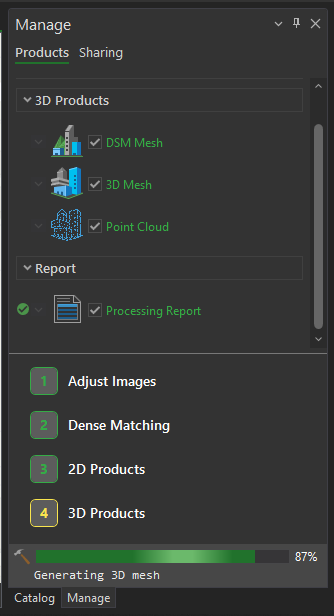 Manage
Products Sharing
3D Products
DSM Mesh
3D Mesh
Point Cloud
Report
Processing Report
1 Adjust Images
2 Dense Matching
3 2D Products
4 3D Products
87%
Generating 3D mesh
Catalog Manage